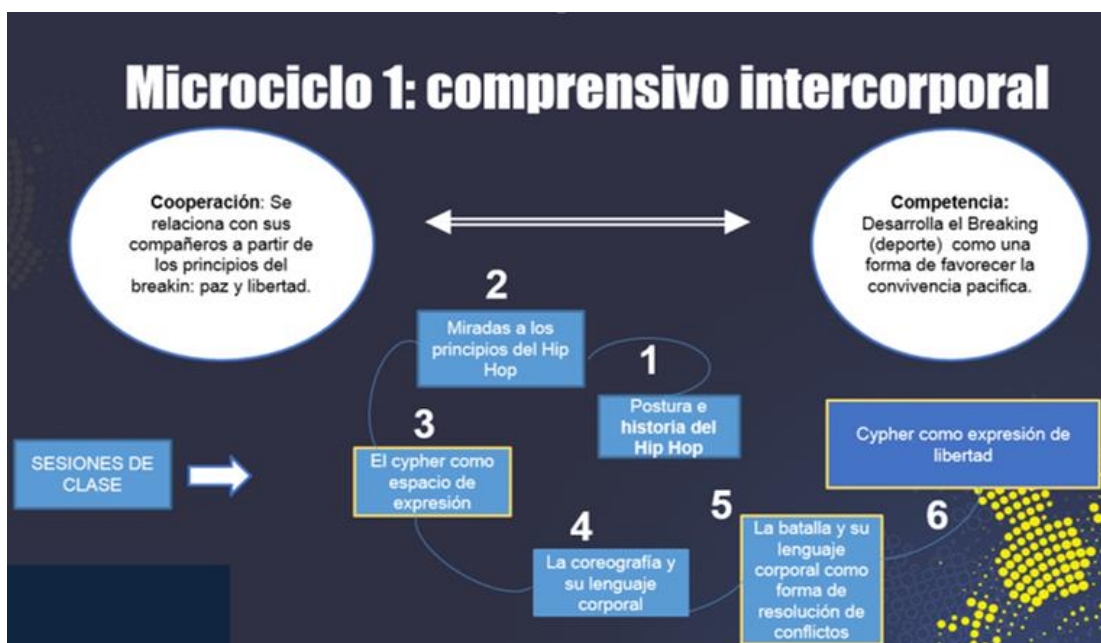 Microciclo 1: comprensivo intercorporal
Cooperación: Se
relaciona con sus
compañeros a partir de
los principios del
breakin: paz y libertad.
Competencia:
Desarrolla el Breaking
(deporte) como una
forma de favorecer la
convivencia pacifica.
2
Miradas a los
principios del Hip
Hop
1
Postura e
historia del
Hip Hop
3
El cypher como
espacio de
expresión
SESIONES DE
CLASE
4
La coreografía y
su lenguaje
corporal
5
La batalla y su
lenguaje
corporal como
forma de
resolución de
conflictos
6
Cypher como expresión de
libertad